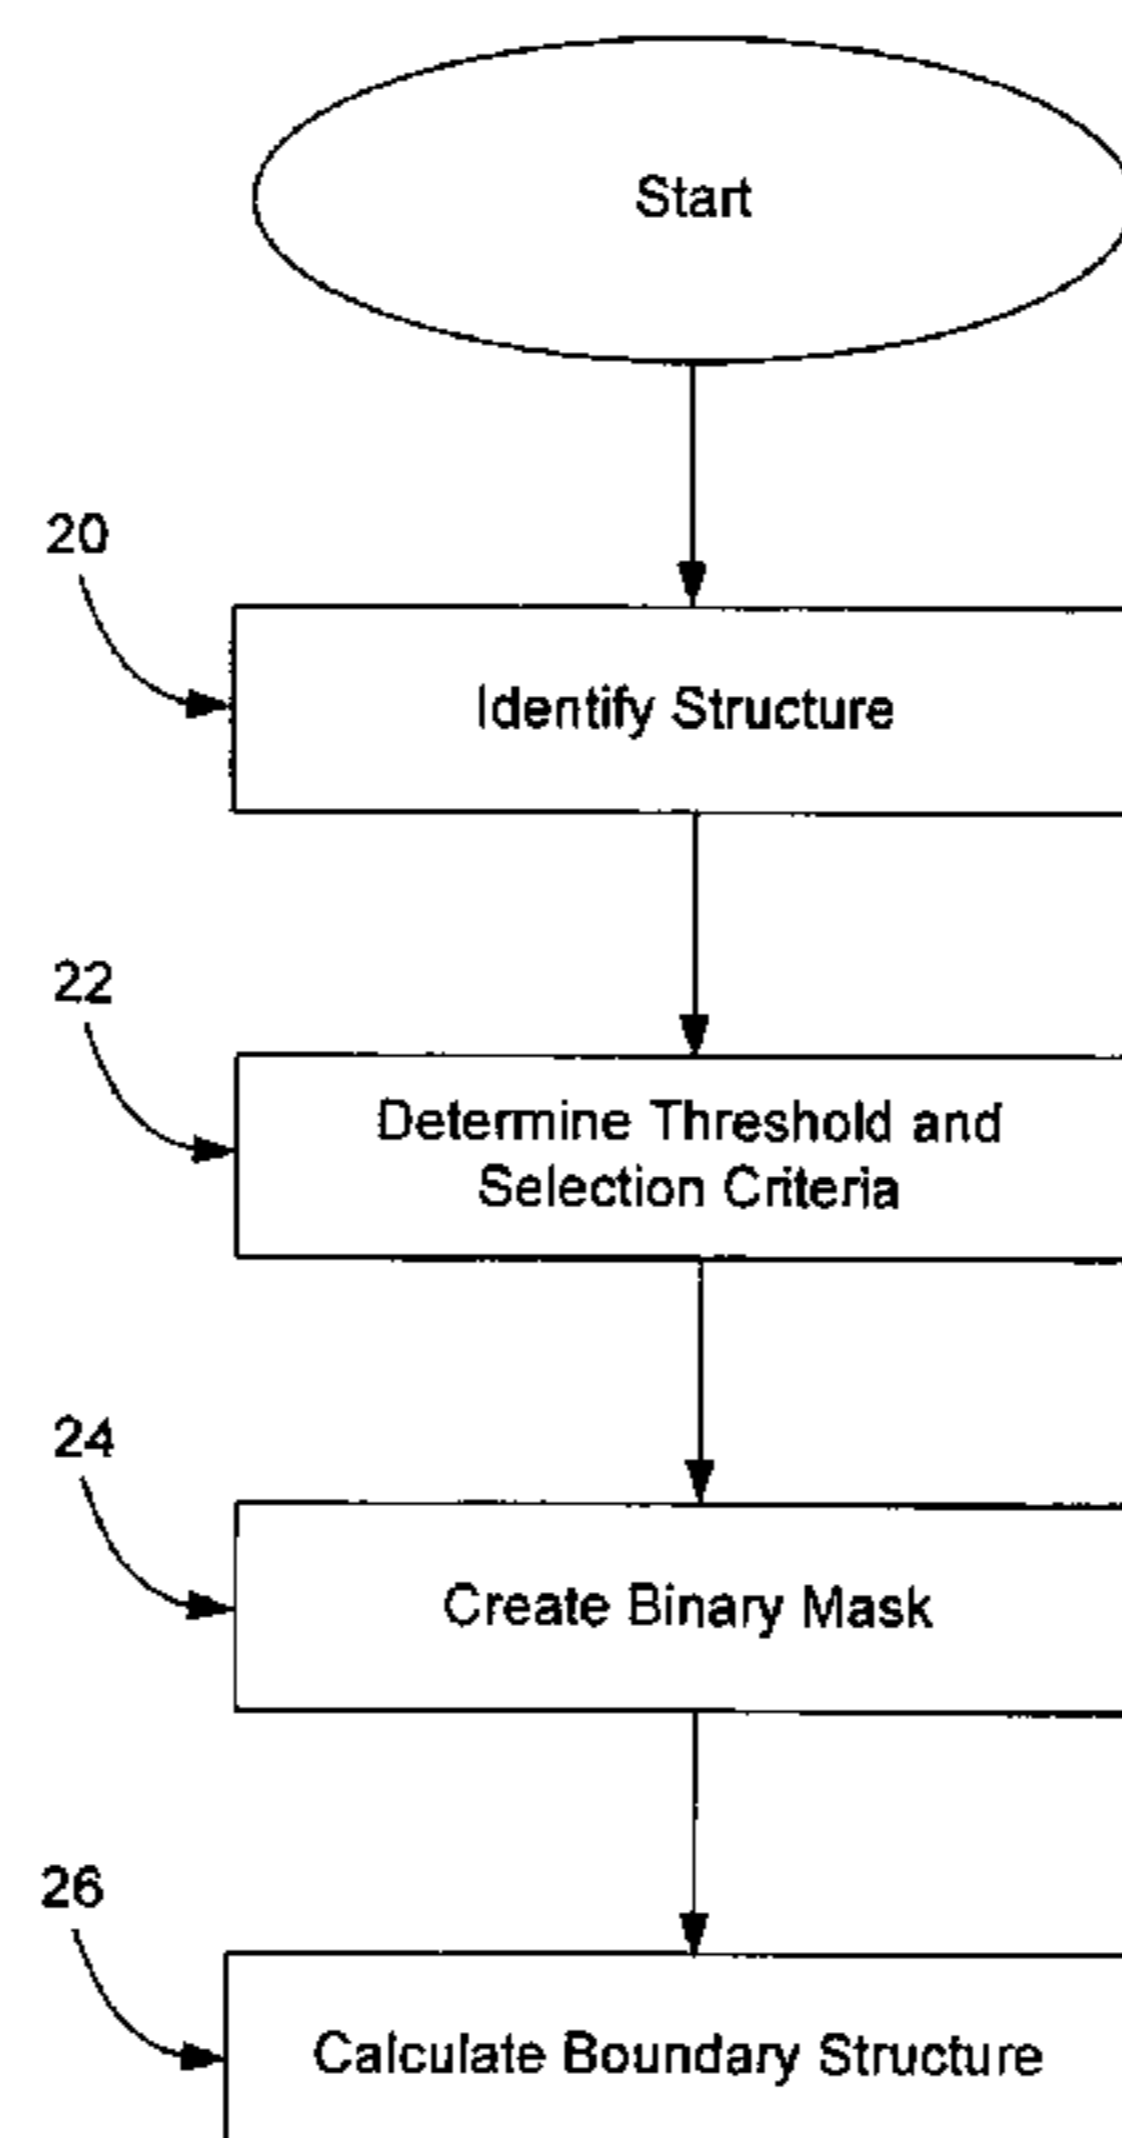 Start
20
Identify Structure
22
Determine Threshold and
Selection Criteria
24
Create Binary Mask
26
Calculate Boundary Structure